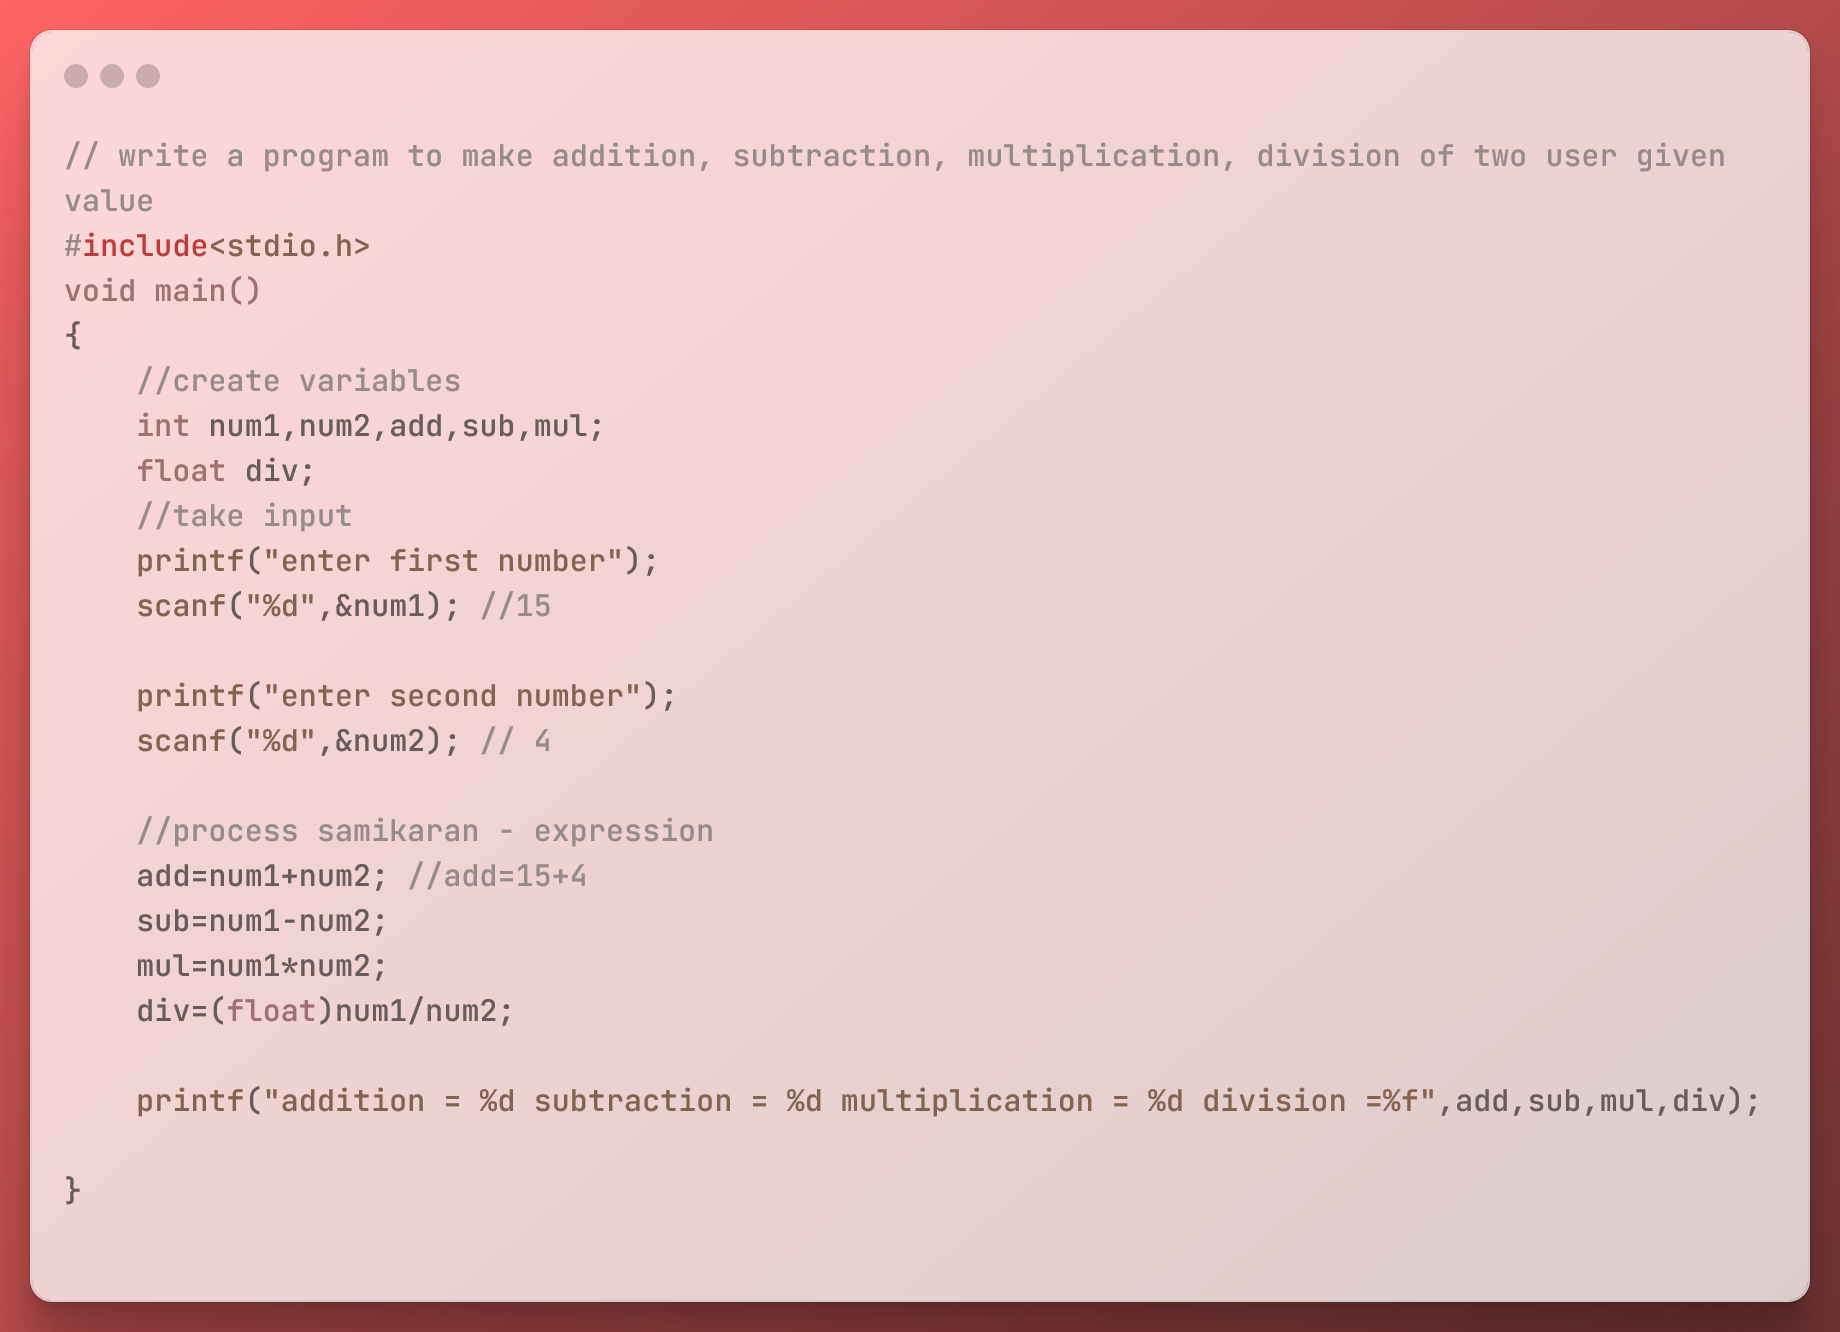 // write a program to make addition, subtraction, multiplication, division of two user given
value
#include<stdio.h>
void main()
{
    //create variables
    int num1,num2,add,sub,mul;
    float div;
    //take input
    printf("enter first number");
    scanf("%d",&num1); //15

    printf("enter second number");
    scanf("%d",&num2); // 4

    //process samikaran - expression
    add=num1+num2; //add=15+4
    sub=num1-num2;
    mul=num1*num2;
    div=(float)num1/num2;

    printf("addition = %d subtraction = %d multiplication = %d division =%f",add,sub,mul,div);

}